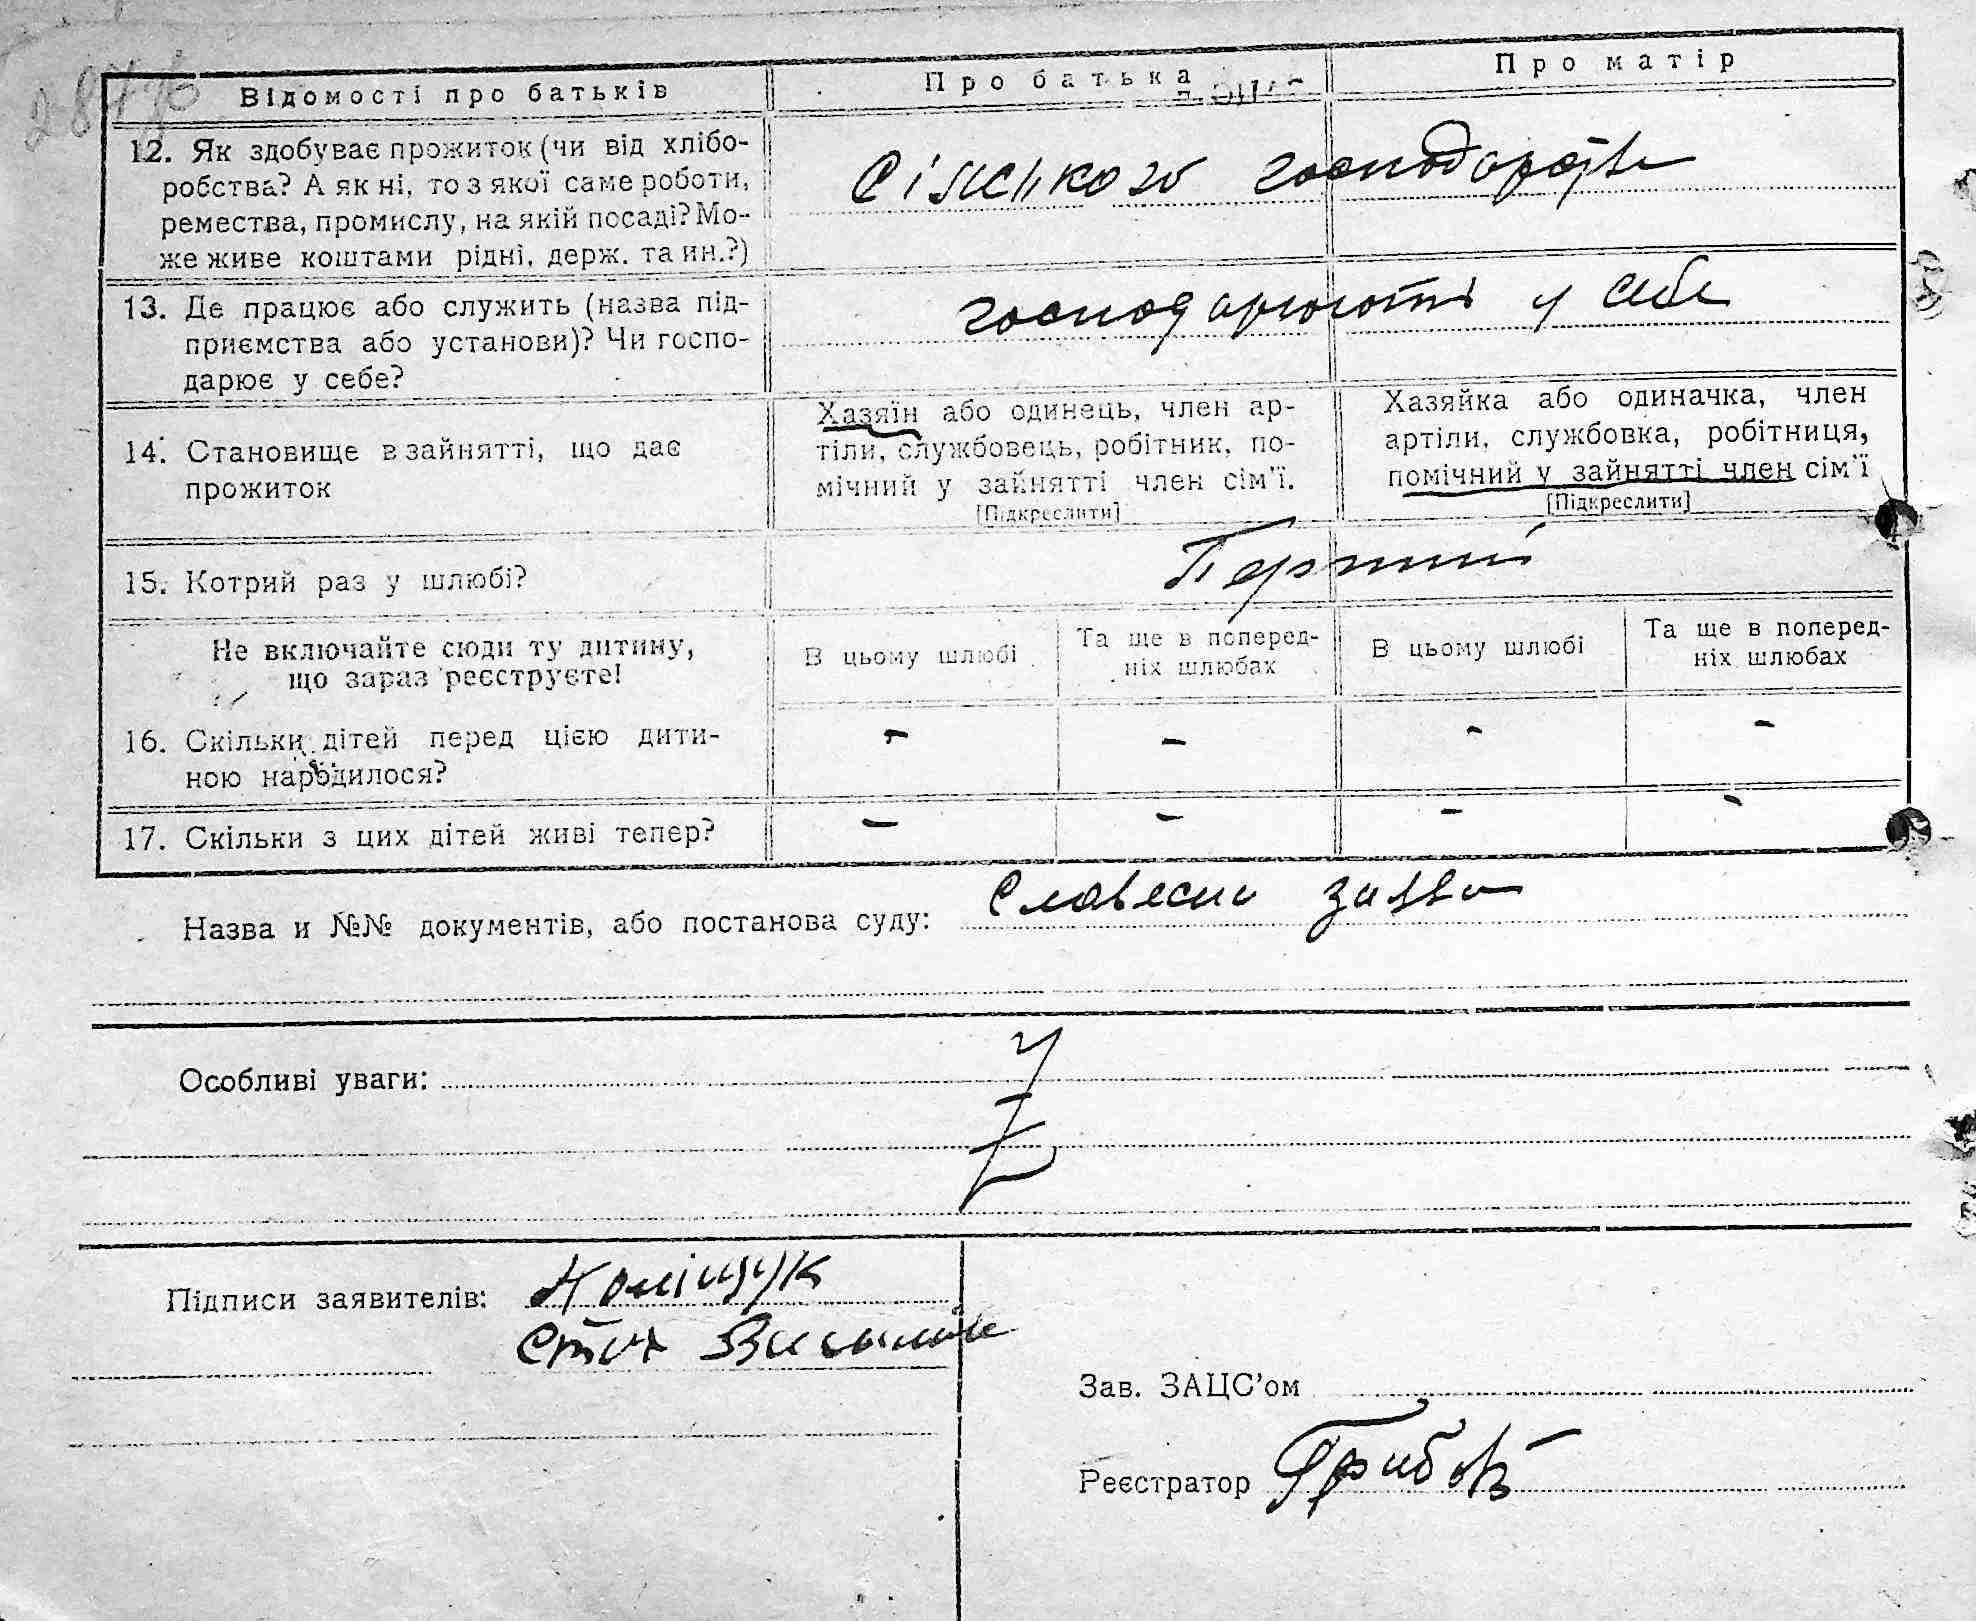 Відомості про батьків
Про батька
Про матір
12. Як здобуває прожиток (чи від хлібо-
робства? А як ні, то з якої саме роботи,
ремества, промислу, на якій посаді? Мо-
же живе коштами рідні, держ. та ин.?)
сільського господарства
13. Де працює або служить (назва під-
приємства або установи)? Чи госпо-
дарює у себе?
господарюють у себе
14. Становище в зайнятті, що дає
прожиток
Хазяїн або одинець, член ар-
тіли, службовець, робітник, по-
мічний у зайнятті член сім'ї.
[Підкреслити]
Хазяйка або одиначка, член
артіли, службовка, робітниця,
помічний у зайнятті член сім'ї
[Підкреслити]
15. Котрий раз у шлюбі?
Перший
Не включайте сюди ту дитину,
що зараз реєструєте!
В цьому шлюбі
Та ще в поперед-
ніх шлюбах
В цьому шлюбі
Та ще в поперед-
ніх шлюбах
16. Скільки дітей перед цією дити-
ною народилося?
- - - -
17. Скільки з цих дітей живі тепер?
- - - -
Назва и №№ документів, або постанова суду:
Особливі уваги:
Підписи заявителів:
Зав. ЗАЦС'ом
Реєстратор